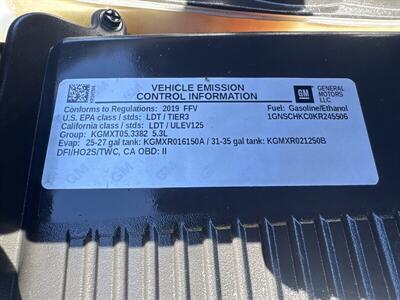 VEHICLE EMISSION
CONTROL INFORMATION
GM
GENERAL
MOTORS
LLC
Conforms to Regulations: 2019 FFV
Fuel: Gasoline/Ethanol
U.S. EPA class / stds: LDT / TIER3
1GNSCHKC0KR245506
California class / stds: LDT / ULEV125
Group: KGMXT05.3382 5.3L
Evap: 25-27 gal tank: KGMXR016150A / 31-35 gal tank: KGMXR021250B
DFI/HO2S/TWC, CA OBD: II